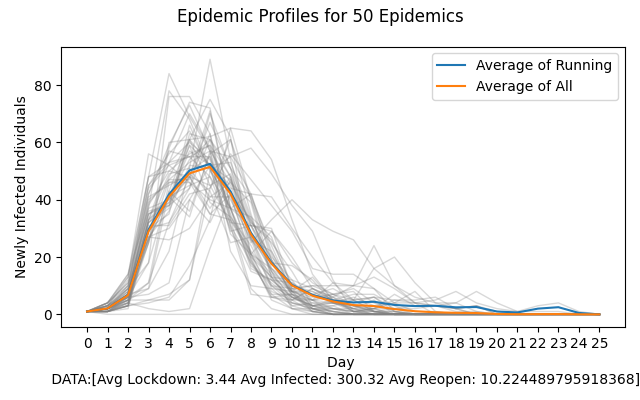 Epidemic Profiles for 50 Epidemics
Average of Running
Average of All
Newly Infected Individuals
80
60
40
20
0
0 1 2 3 4 5 6 7 8 9 10 11 12 13 14 15 16 17 18 19 20 21 22 23 24 25
Day
DATA:[Avg Lockdown: 3.44 Avg Infected: 300.32 Avg Reopen: 10.224489795918368]